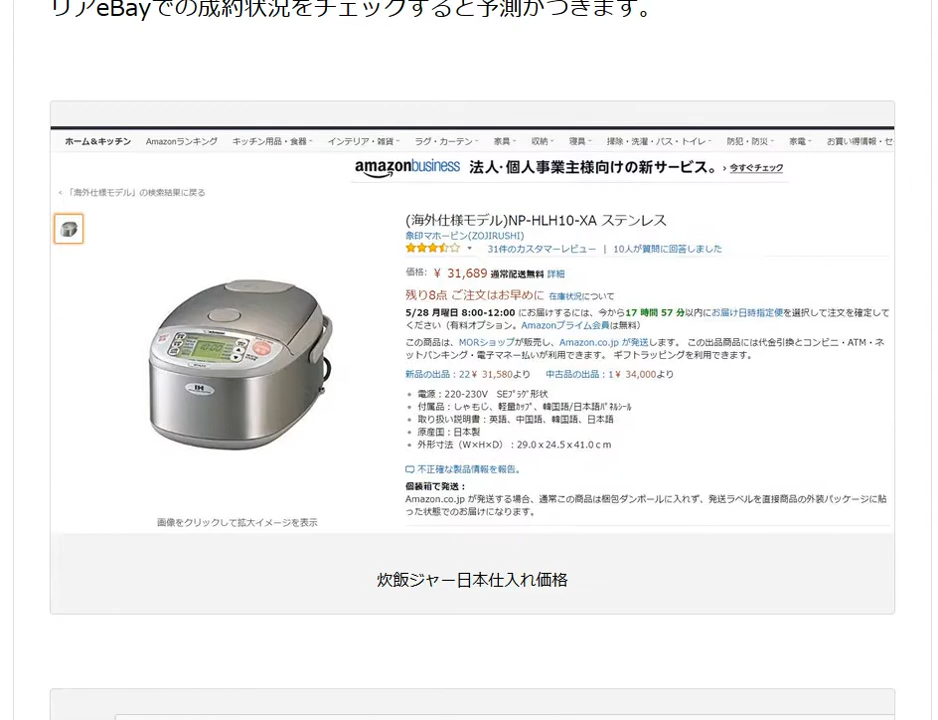 リアeBayでの成約状況をチェックすると予測がつきます。
ホーム&キッチン Amazonランキング キッチン用品・食器 インテリア・雑貨 ラグ・カーテン 家具 収納 寝具 掃除・洗濯・バス・トイレ 防犯・防災 家電 お買い得情報・セ
amazonbusiness 法人・個人事業主様向けの新サービス。 › 今すぐチェック
‹ 「海外仕様モデル」の検索結果に戻る
(海外仕様モデル)NP-HLH10-XA ステンレス
象印マホービン(ZOJIRUSHI)
31件のカスタマーレビュー | 10人が質問に回答しました
価格: ¥ 31,689 通常配送無料 詳細
残り8点 ご注文はお早めに 在庫状況について
5/28 月曜日 8:00-12:00 にお届けするには、今から17 時間 57 分以内にお届け日時指定便を選択して注文を確定して
ください（有料オプション。Amazonプライム会員は無料）
この商品は、MORショップが販売し、Amazon.co.jp が発送します。 この出品商品には代金引換とコンビニ・ATM・ネ
ットバンキング・電子マネー払いが利用できます。 ギフトラッピングを利用できます。
新品の出品：22¥ 31,580より 中古品の出品：1¥ 34,000より
電源：220-230V SEﾌﾟﾗｸﾞ形状
付属品：しゃもじ、軽量ｶｯﾌﾟ、韓国語/日本語ﾊﾟﾈﾙｼｰﾙ
取り扱い説明書：英語、中国語、韓国語、日本語
原産国：日本製
外形寸法（W×H×D）：29.0 x 24.5 x 41.0 c m
不正確な製品情報を報告。
個装箱で発送：
Amazon.co.jp が発送する場合、通常この商品は梱包ダンボールに入れず、発送ラベルを直接商品の外装パッケージに貼
った状態でのお届けになります。
画像をクリックして拡大イメージを表示
炊飯ジャー日本仕入れ価格